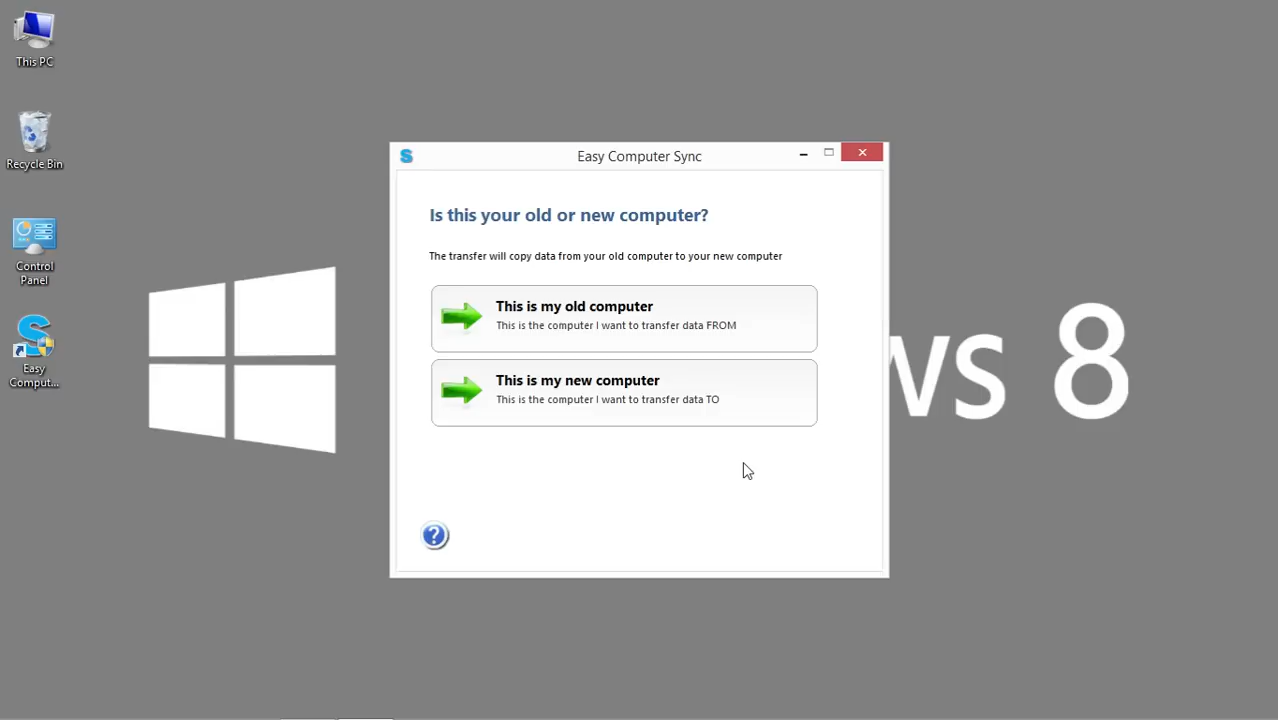 This PC
Recycle Bin
Control
Panel
Easy
Comput...
Easy Computer Sync
Is this your old or new computer?
The transfer will copy data from your old computer to your new computer
This is my old computer
This is the computer I want to transfer data FROM
This is my new computer
This is the computer I want to transfer data TO
ws 8